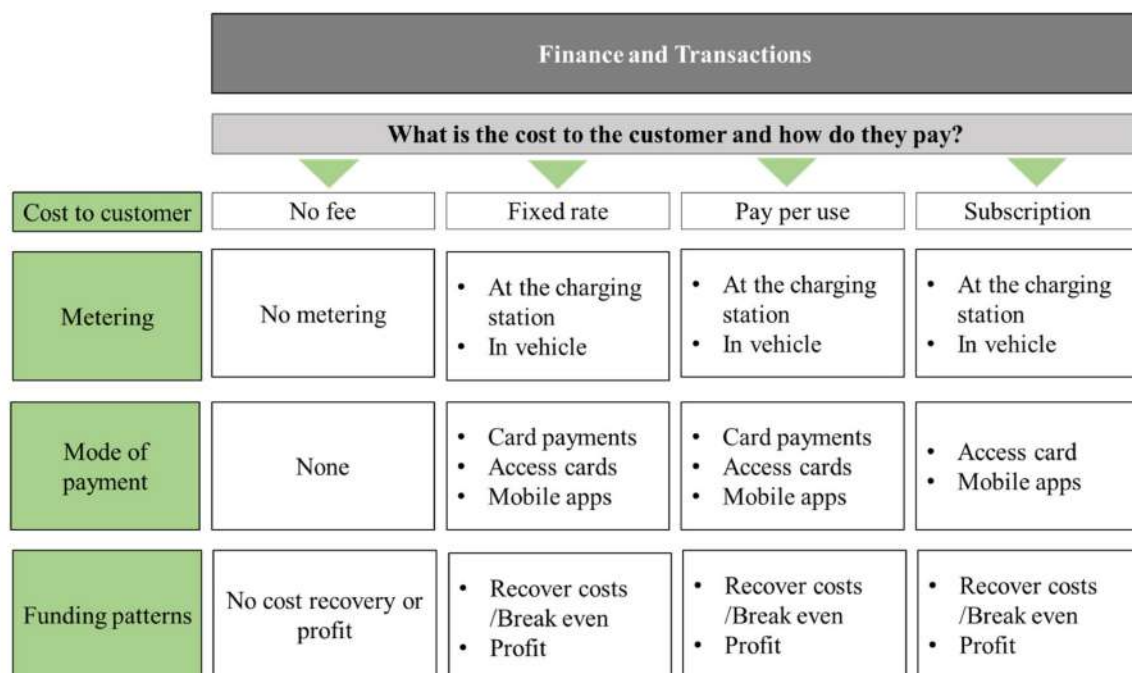 Finance and Transactions
What is the cost to the customer and how do they pay?
Cost to customer
No fee
Fixed rate
Pay per use
Subscription
Metering
No metering
• At the charging
station
• In vehicle
• At the charging
station
• In vehicle
• At the charging
station
• In vehicle
Mode of
payment
None
• Card payments
• Access cards
• Mobile apps
• Card payments
• Access cards
• Mobile apps
• Access card
• Mobile apps
Funding patterns
No cost recovery or
profit
• Recover costs
/Break even
• Profit
• Recover costs
/Break even
• Profit
• Recover costs
/Break even
• Profit